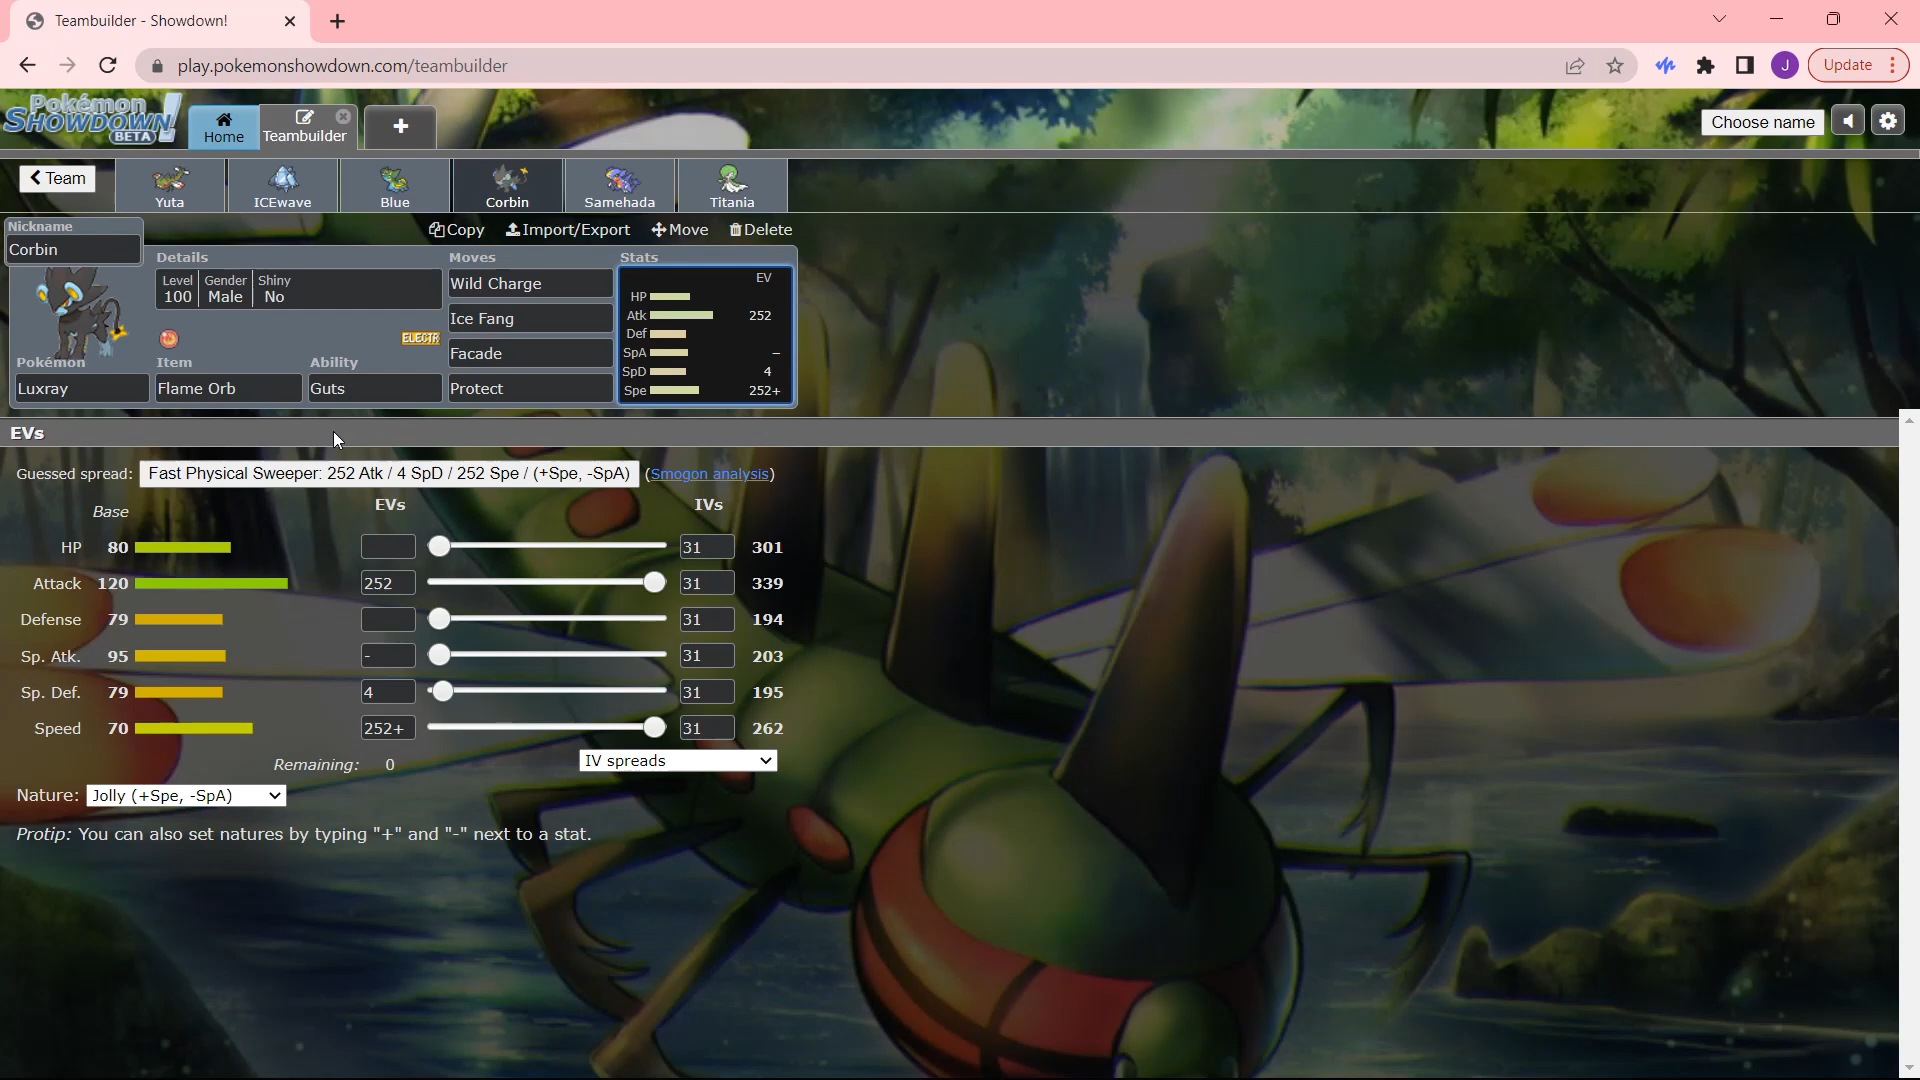 Teambuilder - Showdown!
play.pokemonshowdown.com/teambuilder
J
Update
Pokémon
SHOWDOWN!
BETA
Home
Teambuilder
Choose name
Team
Yuta
ICEwave
Blue
Corbin
Samehada
Titania
Nickname
Corbin
Copy
Import/Export
Move
Delete
Details
Level
100
Gender
Male
Shiny
No
ELECTR
Pokémon
Luxray
Item
Flame Orb
Ability
Guts
Moves
Wild Charge
Ice Fang
Facade
Protect
Stats
EV
HP
Atk 252
Def
SpA –
SpD 4
Spe 252+
EVs
Guessed spread: Fast Physical Sweeper: 252 Atk / 4 SpD / 252 Spe / (+Spe, -SpA) (Smogon analysis)
Base EVs IVs
HP 80 31 301
Attack 120 252 31 339
Defense 79 31 194
Sp. Atk. 95 - 31 203
Sp. Def. 79 4 31 195
Speed 70 252+ 31 262
Remaining: 0 IV spreads
Nature: Jolly (+Spe, -SpA)
Protip: You can also set natures by typing "+" and "-" next to a stat.